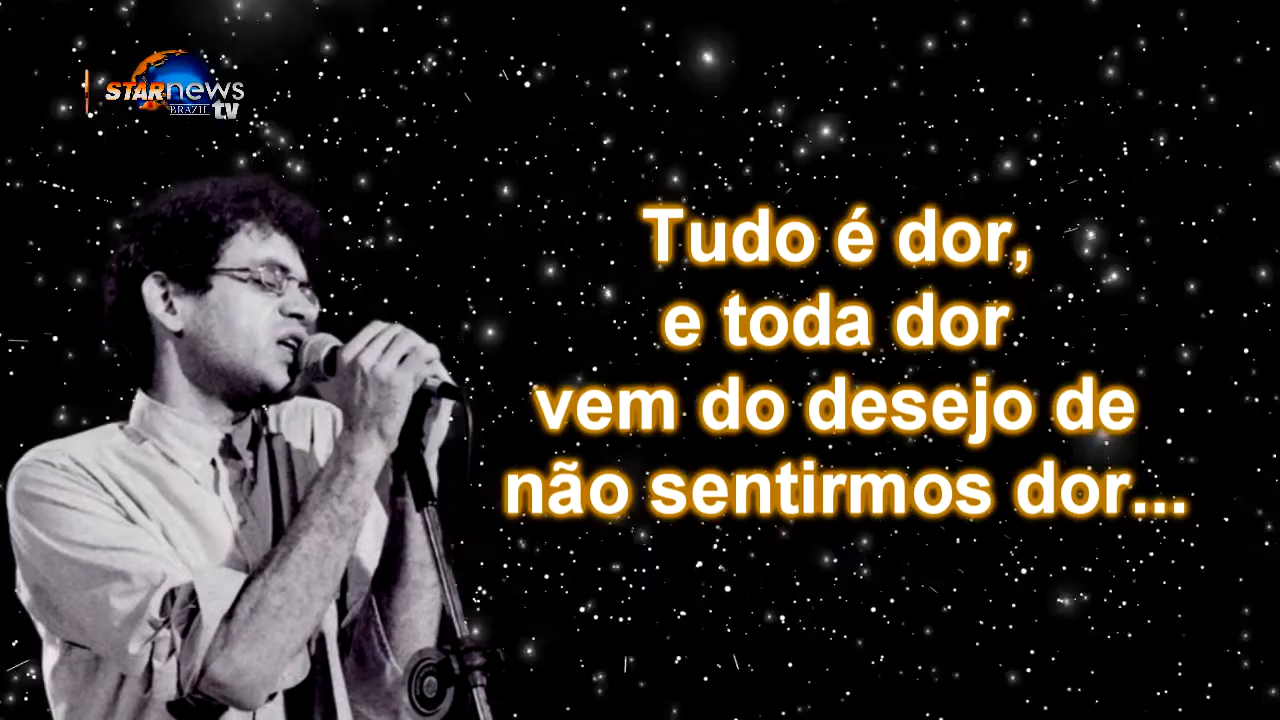 STARnews
BRAZIL tv
Tudo é dor,
e toda dor
vem do desejo de
não sentirmos dor...